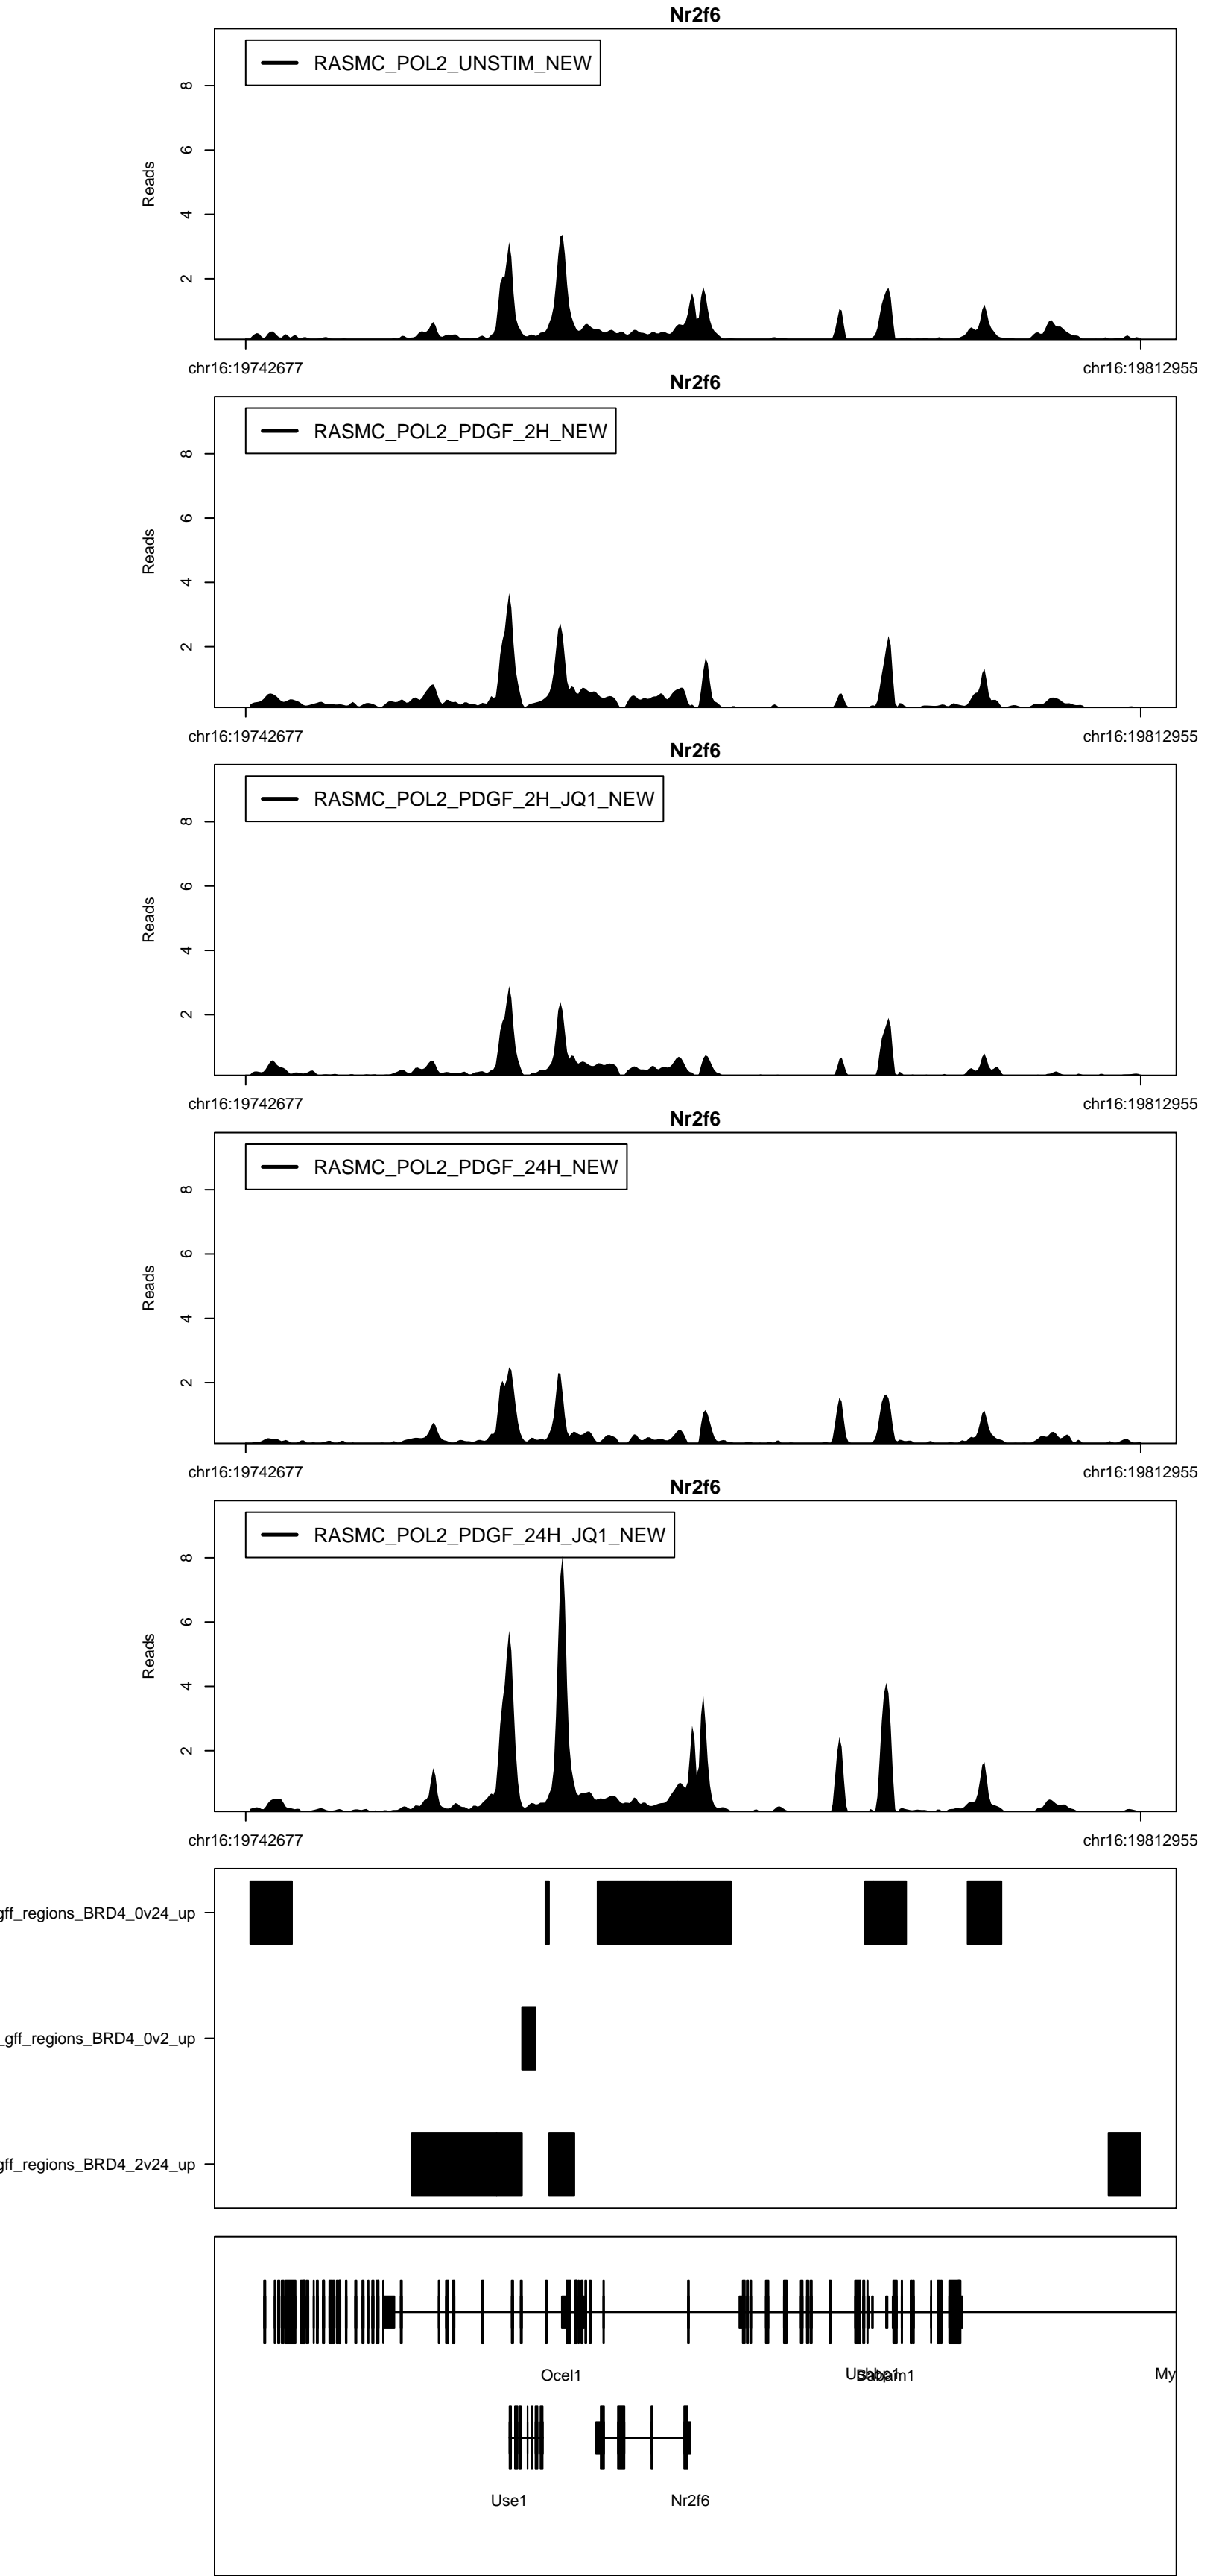 Nr2f6
RASMC_POL2_UNSTIM_NEW
Reads
2 4 6 8
chr16:19742677 chr16:19812955
Nr2f6
RASMC_POL2_PDGF_2H_NEW
Reads
2 4 6 8
chr16:19742677 chr16:19812955
Nr2f6
RASMC_POL2_PDGF_2H_JQ1_NEW
Reads
2 4 6 8
chr16:19742677 chr16:19812955
Nr2f6
RASMC_POL2_PDGF_24H_NEW
Reads
2 4 6 8
chr16:19742677 chr16:19812955
Nr2f6
RASMC_POL2_PDGF_24H_JQ1_NEW
Reads
2 4 6 8
chr16:19742677 chr16:19812955
gff_regions_BRD4_0v24_up
_gff_regions_BRD4_0v2_up
gff_regions_BRD4_2v24_up
Ocel1 Babam1 My
Use1 Nr2f6